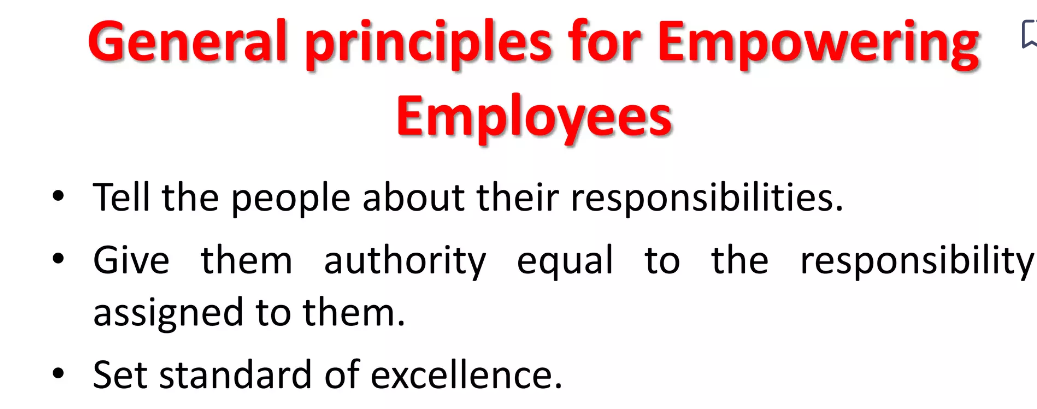 General principles for Empowering
Employees
• Tell the people about their responsibilities.
• Give them authority equal to the responsibility
assigned to them.
• Set standard of excellence.